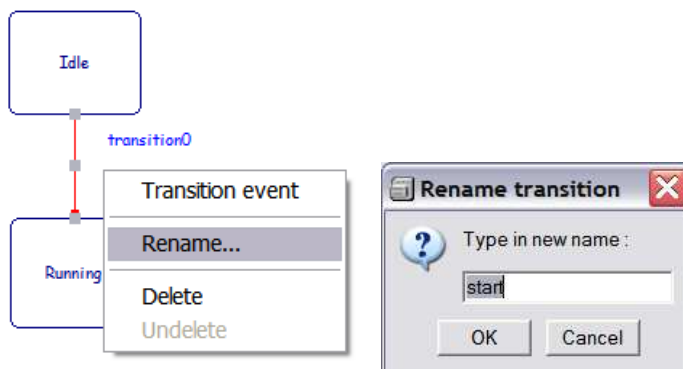 Idle
transition0
Running
Transition event
Rename...
Delete
Undelete
Rename transition
Type in new name :
start
OK
Cancel